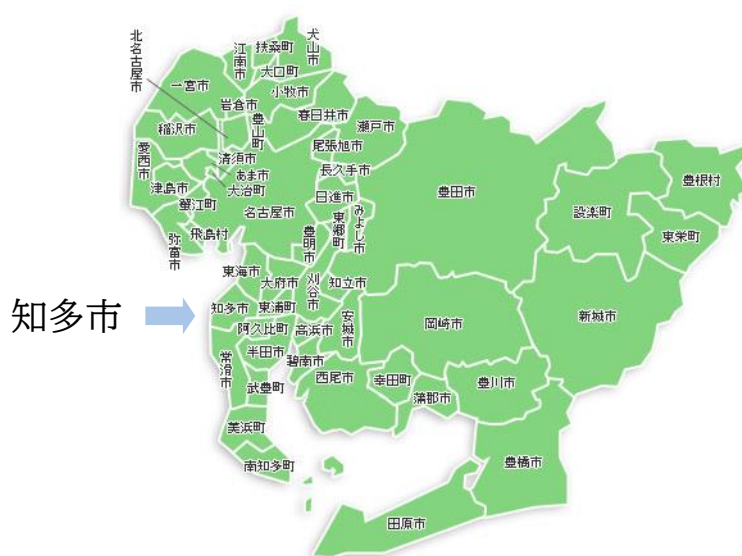 北名古屋市
江南市
扶桑町
犬山市
大口町
一宮市
小牧市
岩倉市
豊山町
春日井市
稲沢市
瀬戸市
尾張旭市
愛西市
清須市
あま市
長久手市
津島市
大治町
豊田市
豊根村
日進市
蟹江町
名古屋市
東郷町
みよし市
設楽町
弥富市
飛島村
豊明市
東栄町
東海市
大府市
刈谷市
知立市
知多市
知多市
東浦町
安城市
岡崎市
新城市
阿久比町
高浜市
常滑市
半田市
碧南市
西尾市
幸田町
豊川市
武豊町
蒲郡市
美浜町
南知多町
豊橋市
田原市